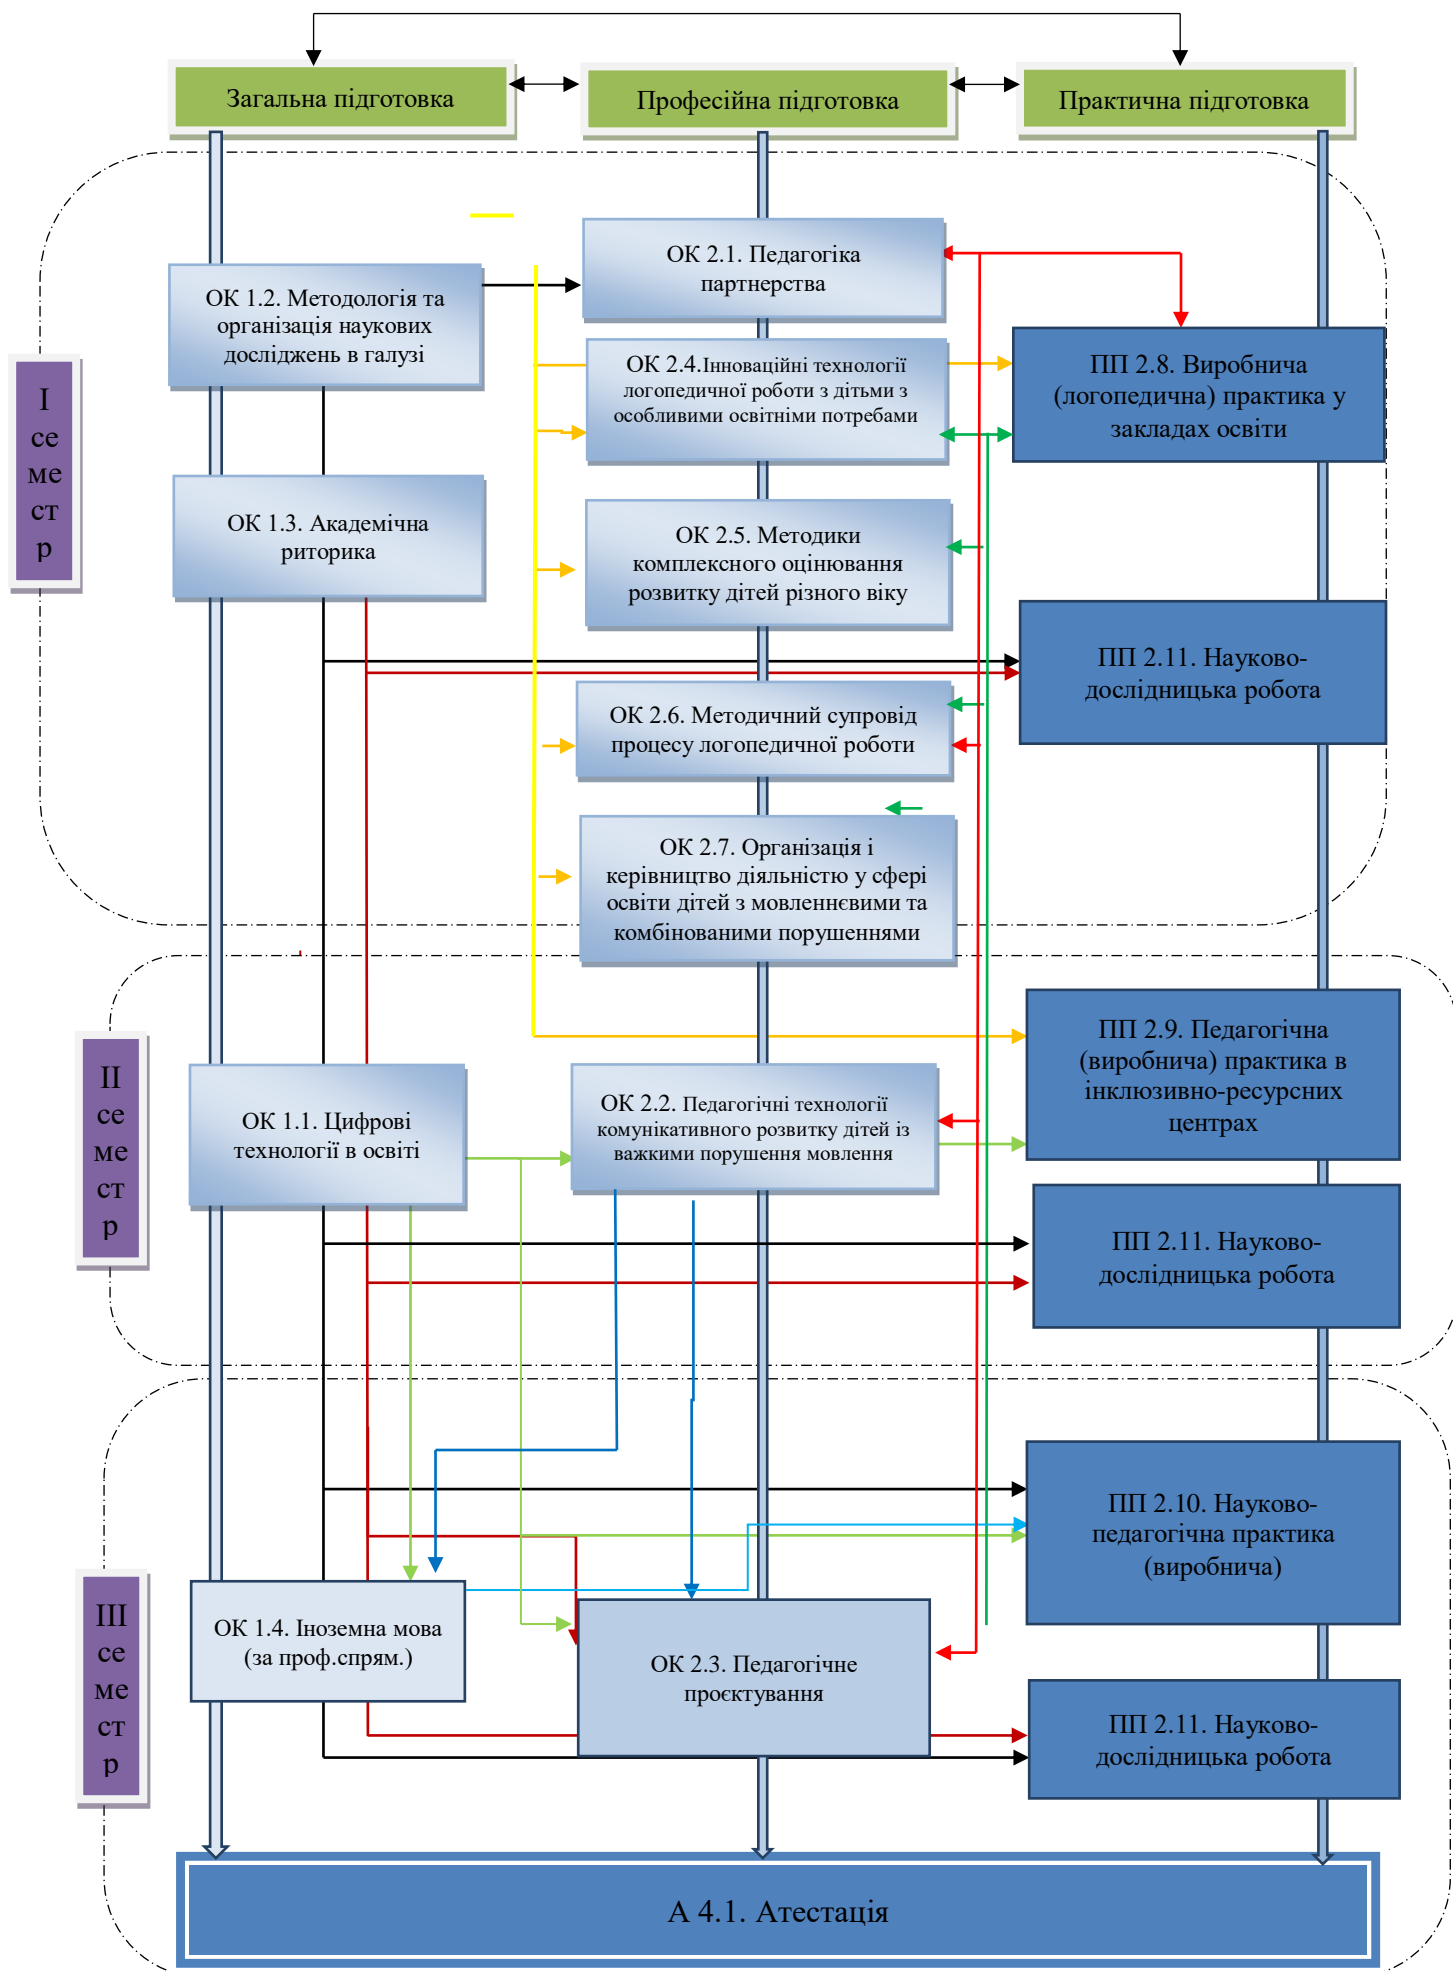 Загальна підготовка
Професійна підготовка
Практична підготовка
І
се
ме
ст
р
ОК 1.2. Методологія та
організація наукових
досліджень в галузі
ОК 2.1. Педагогіка
партнерства
ОК 2.4.Інноваційні технології
логопедичної роботи з дітьми з
особливими освітніми потребами
ПП 2.8. Виробнича
(логопедична) практика у
закладах освіти
ОК 1.3. Академічна
риторика
ОК 2.5. Методики
комплексного оцінювання
розвитку дітей різного віку
ПП 2.11. Науково-
дослідницька робота
ОК 2.6. Методичний супровід
процесу логопедичної роботи
ОК 2.7. Організація і
керівництво діяльністю у сфері
освіти дітей з мовленнєвими та
комбінованими порушеннями
ІІ
се
ме
ст
р
ОК 1.1. Цифрові
технології в освіті
ОК 2.2. Педагогічні технології
комунікативного розвитку дітей із
важкими порушення мовлення
ПП 2.9. Педагогічна
(виробнича) практика в
інклюзивно-ресурсних
центрах
ПП 2.11. Науково-
дослідницька робота
ІІІ
се
ме
ст
р
ПП 2.10. Науково-
педагогічна практика
(виробнича)
ОК 1.4. Іноземна мова
(за проф.спрям.)
ОК 2.3. Педагогічне
проєктування
ПП 2.11. Науково-
дослідницька робота
А 4.1. Атестація